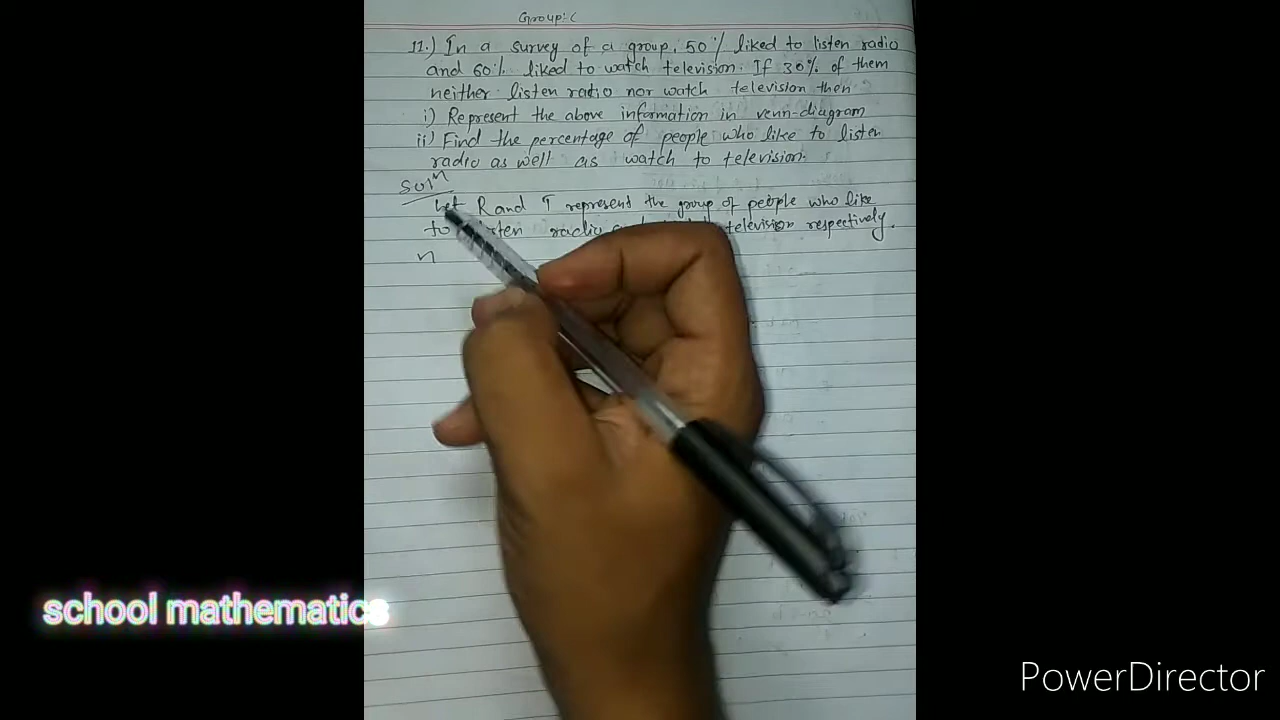 Group: C
11.) In a survey of a group, 50% liked to listen radio
and 60% liked to watch television. If 30% of them
neither listen radio nor watch television then
i) Represent the above information in venn-diagram
ii) Find the percentage of people who like to listen
radio as well as watch to television.
Solⁿ
Let R and T represent the group of people who like
to television respectively.
n
school mathematics
PowerDirector